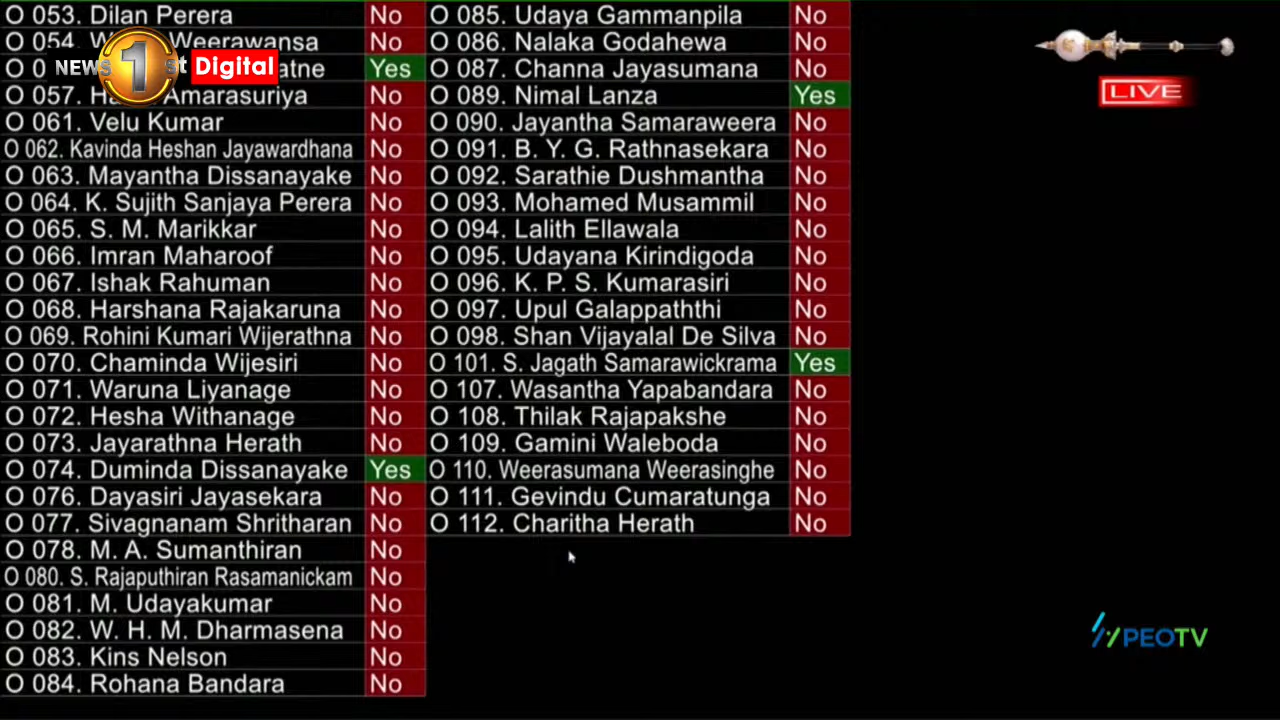 O 053. Dilan Perera No
O 054. Weerawansa No
O 0 atne Yes
O 057. Amarasuriya No
O 061. Velu Kumar No
O 062. Kavinda Heshan Jayawardhana No
O 063. Mayantha Dissanayake No
O 064. K. Sujith Sanjaya Perera No
O 065. S. M. Marikkar No
O 066. Imran Maharoof No
O 067. Ishak Rahuman No
O 068. Harshana Rajakaruna No
O 069. Rohini Kumari Wijerathna No
O 070. Chaminda Wijesiri No
O 071. Waruna Liyanage No
O 072. Hesha Withanage No
O 073. Jayarathna Herath No
O 074. Duminda Dissanayake Yes
O 076. Dayasiri Jayasekara No
O 077. Sivagnanam Shritharan No
O 078. M. A. Sumanthiran No
O 080. S. Rajaputhiran Rasamanickam No
O 081. M. Udayakumar No
O 082. W. H. M. Dharmasena No
O 083. Kins Nelson No
O 084. Rohana Bandara No
O 085. Udaya Gammanpila No
O 086. Nalaka Godahewa No
O 087. Channa Jayasumana No
O 089. Nimal Lanza Yes
O 090. Jayantha Samaraweera No
O 091. B. Y. G. Rathnasekara No
O 092. Sarathie Dushmantha No
O 093. Mohamed Musammil No
O 094. Lalith Ellawala No
O 095. Udayana Kirindigoda No
O 096. K. P. S. Kumarasiri No
O 097. Upul Galappaththi No
O 098. Shan Vijayalal De Silva No
O 101. S. Jagath Samarawickrama Yes
O 107. Wasantha Yapabandara No
O 108. Thilak Rajapakshe No
O 109. Gamini Waleboda No
O 110. Weerasumana Weerasinghe No
O 111. Gevindu Cumaratunga No
O 112. Charitha Herath No
NEWS 1st Digital
LIVE
PEOTV